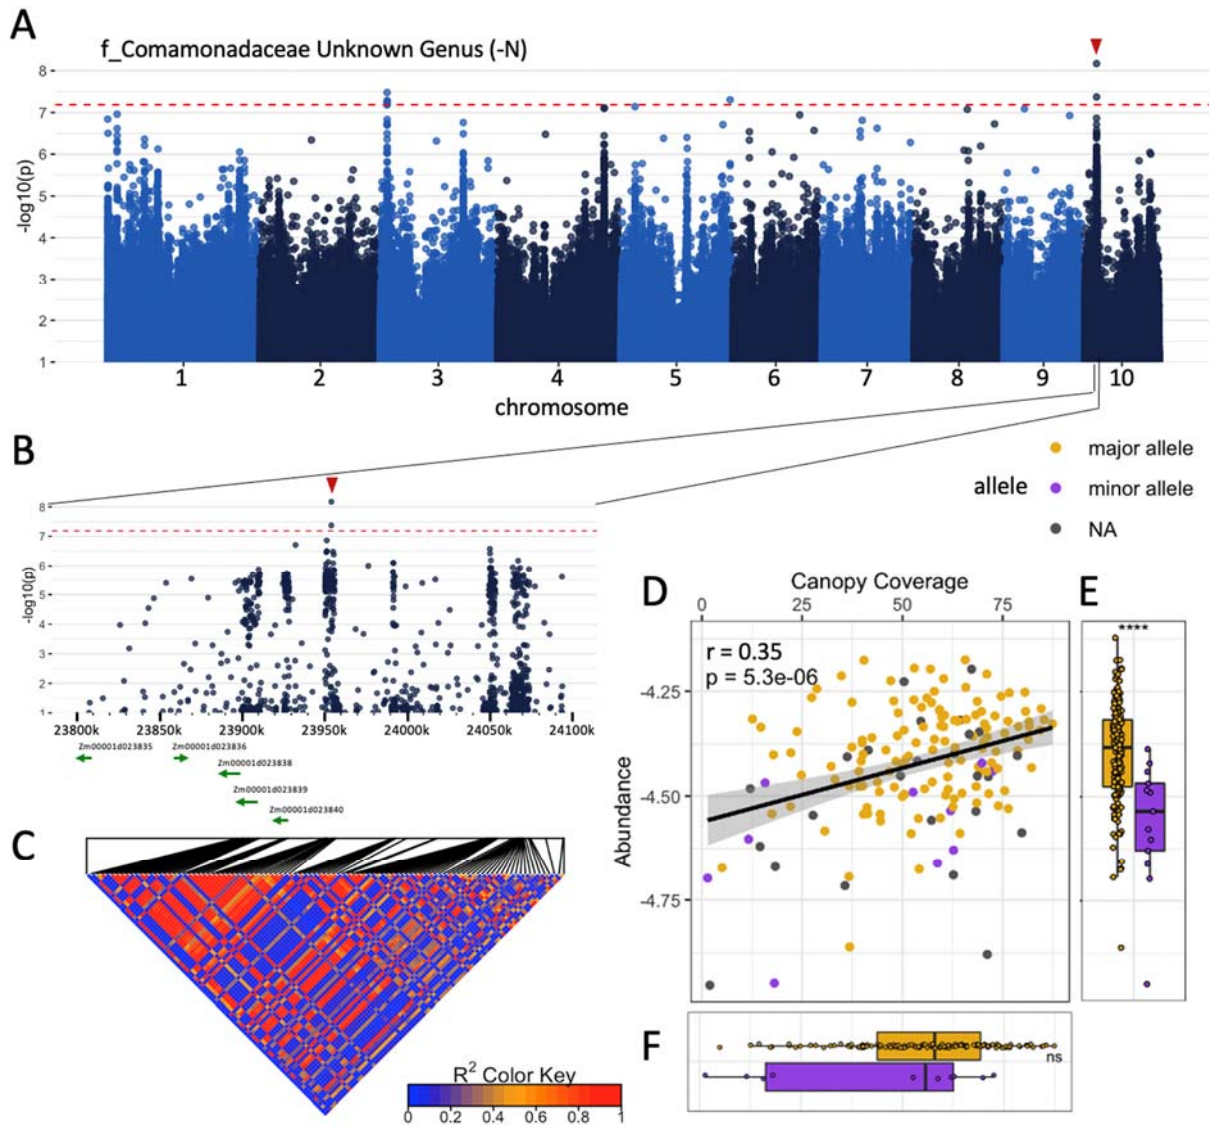 A
f_Comamonadaceae Unknown Genus (-N)
8
7
6
5
4
3
2
1
-log10(p)
1 2 3 4 5 6 7 8 9 10
chromosome
B
8
7
6
5
4
3
2
1
-log10(p)
23800k 23850k 23900k 23950k 24000k 24050k 24100k
Zm00001d023835
Zm00001d023836
Zm00001d023838
Zm00001d023839
Zm00001d023840
allele
major allele
minor allele
NA
C
R² Color Key
0 0.2 0.4 0.6 0.8 1
D
Canopy Coverage
0 25 50 75
r = 0.35
p = 5.3e-06
-4.25
-4.50
-4.75
Abundance
E
****
F
ns